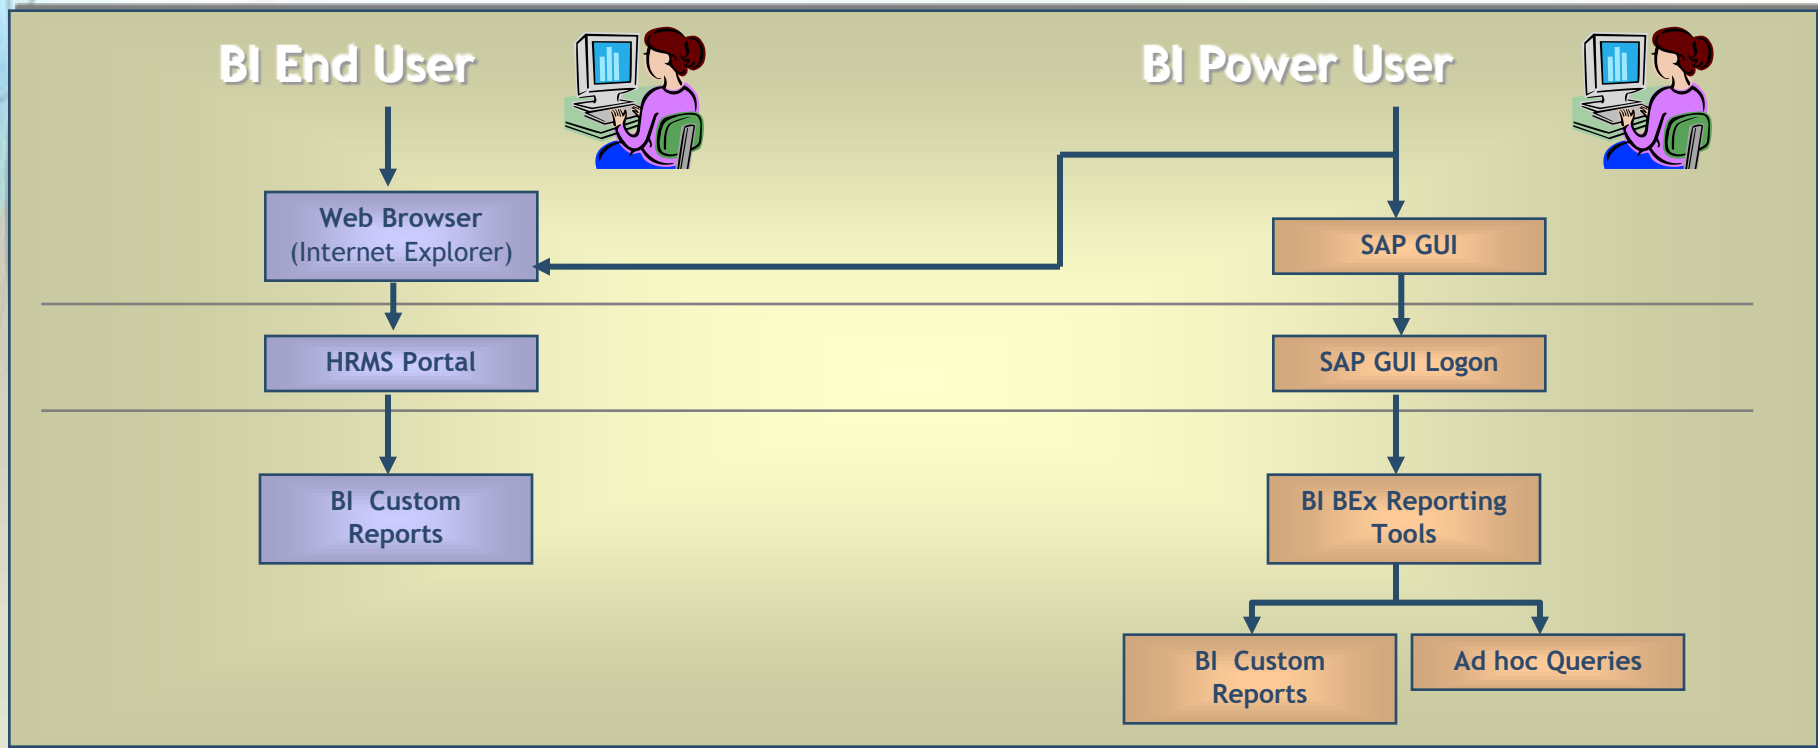 BI End User
BI Power User
Web Browser
(Internet Explorer)
SAP GUI
HRMS Portal
SAP GUI Logon
BI Custom
Reports
BI BEx Reporting
Tools
BI Custom
Reports
Ad hoc Queries